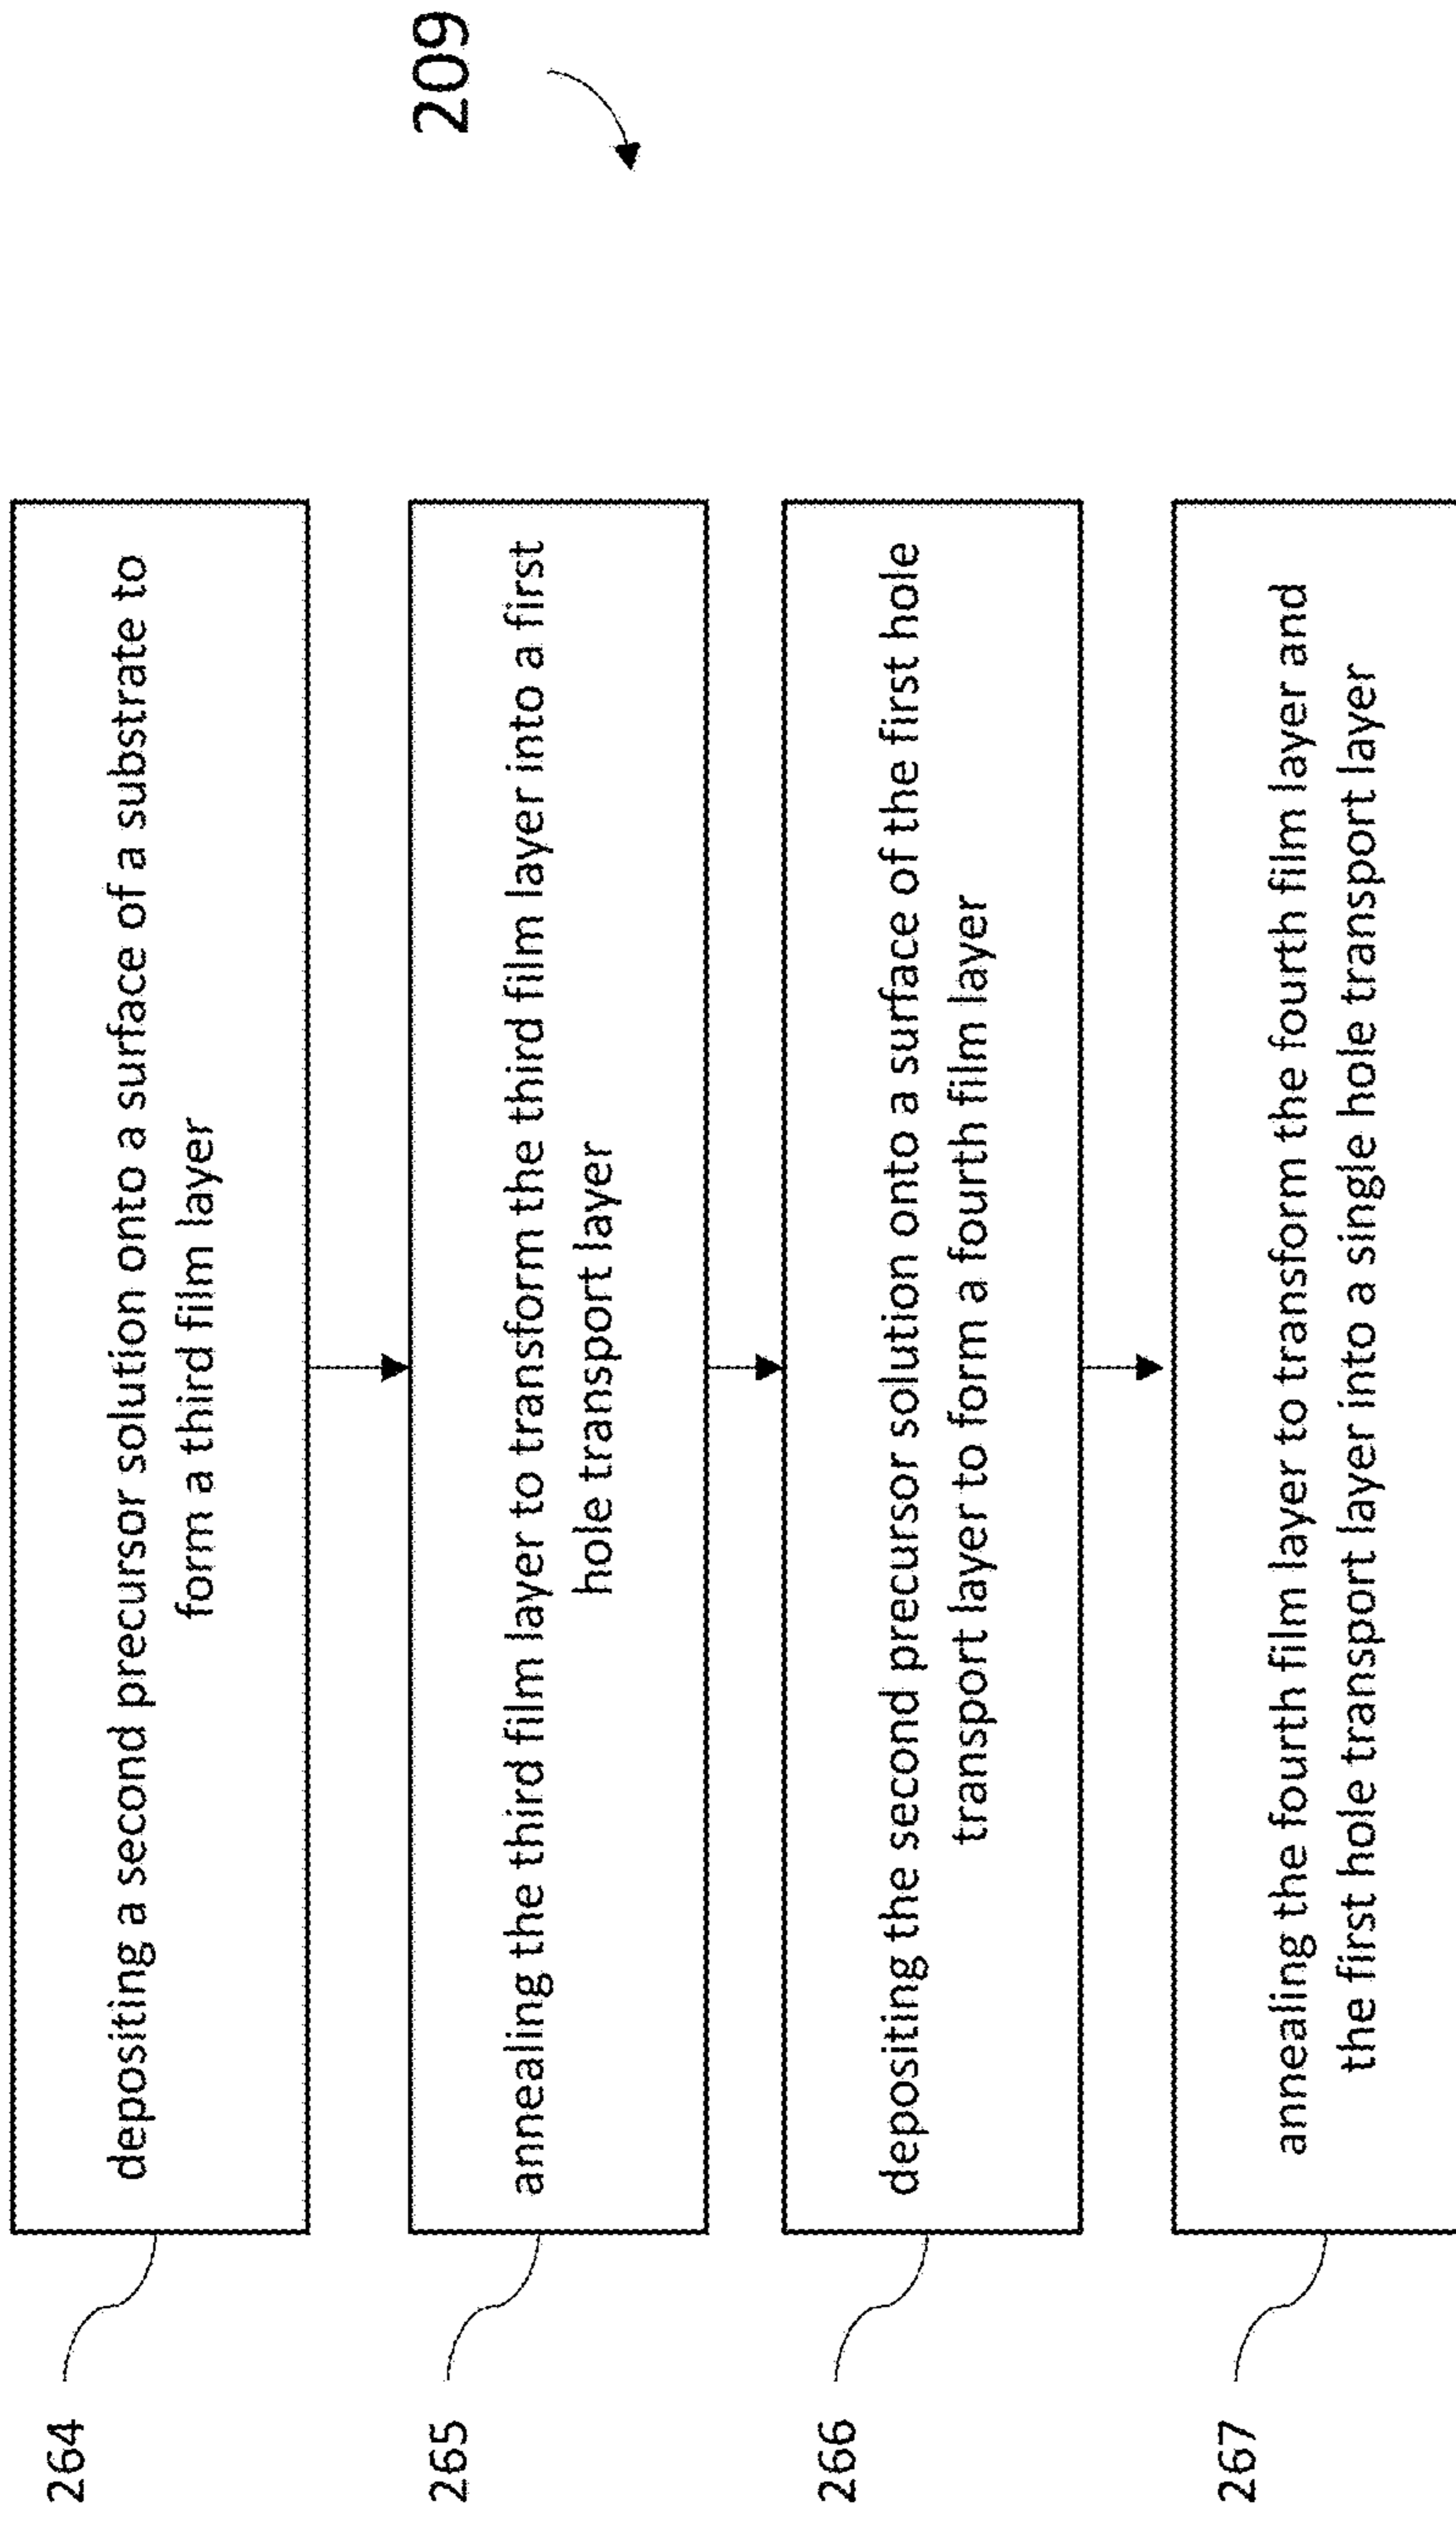 209
264
depositing a second precursor solution onto a surface of a substrate to
form a third film layer
265
annealing the third film layer to transform the third film layer into a first
hole transport layer
266
depositing the second precursor solution onto a surface of the first hole
transport layer to form a fourth film layer
267
annealing the fourth film layer to transform the fourth film layer and
the first hole transport layer into a single hole transport layer